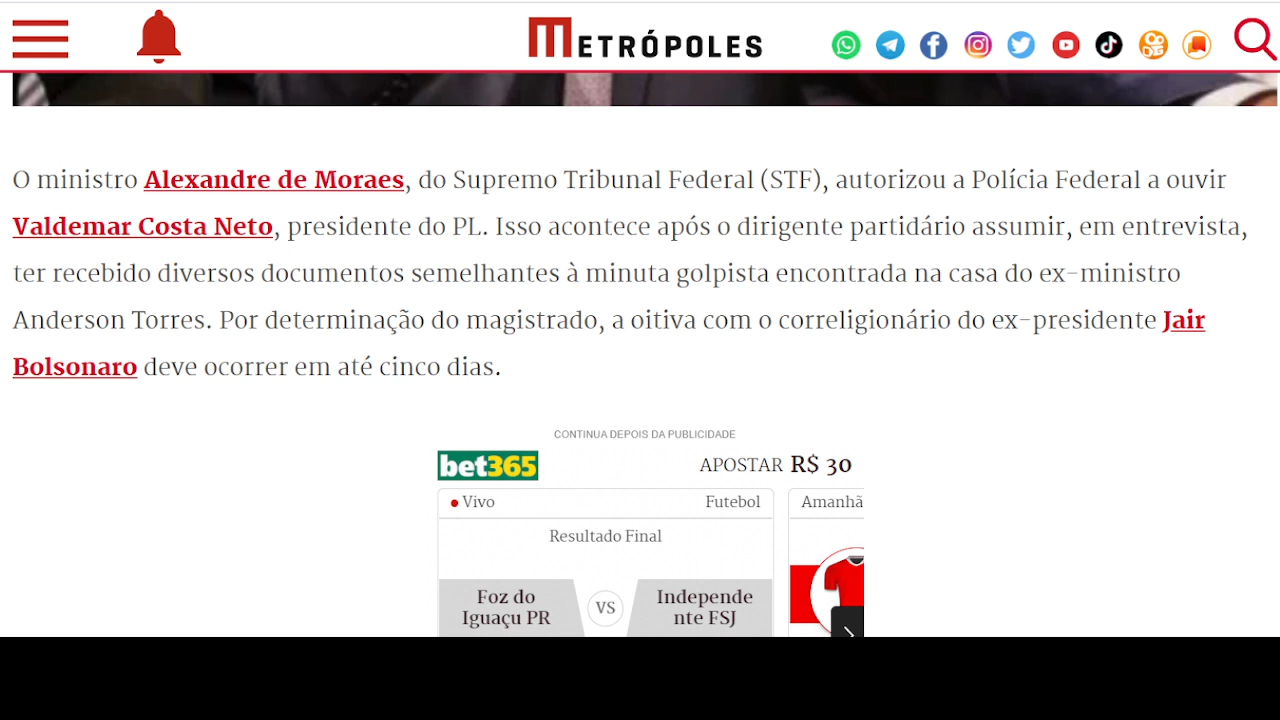 METRÓPOLES
O ministro Alexandre de Moraes, do Supremo Tribunal Federal (STF), autorizou a Polícia Federal a ouvir
Valdemar Costa Neto, presidente do PL. Isso acontece após o dirigente partidário assumir, em entrevista,
ter recebido diversos documentos semelhantes à minuta golpista encontrada na casa do ex-ministro
Anderson Torres. Por determinação do magistrado, a oitiva com o correligionário do ex-presidente Jair
Bolsonaro deve ocorrer em até cinco dias.
CONTINUA DEPOIS DA PUBLICIDADE
bet365 APOSTAR R$ 30
Vivo Futebol Amanhã
Resultado Final
Foz do
Iguaçu PR
VS
Independe
nte FSJ